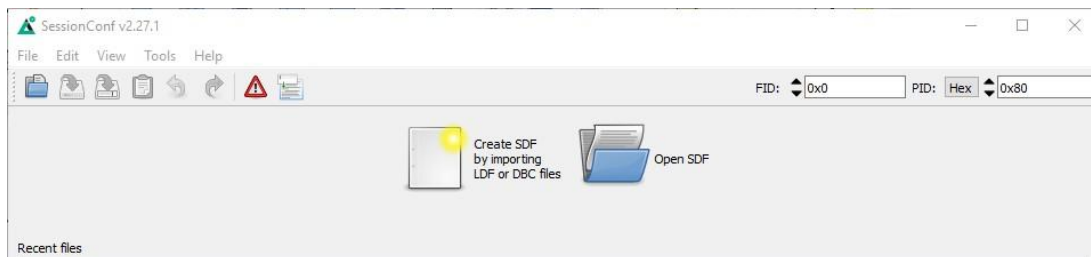 SessionConf v2.27.1
File Edit View Tools Help
FID: 0x0 PID: Hex 0x80
Create SDF
by importing
LDF or DBC files
Open SDF
Recent files